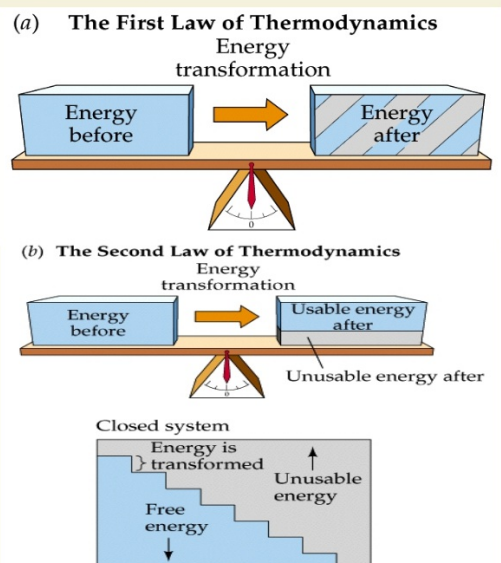 (a) The First Law of Thermodynamics
Energy
transformation
Energy
before
Energy
after
0
(b) The Second Law of Thermodynamics
Energy
transformation
Energy
before
Usable energy
after
Unusable energy after
0
Closed system
Energy is
transformed
Unusable
energy
Free
energy